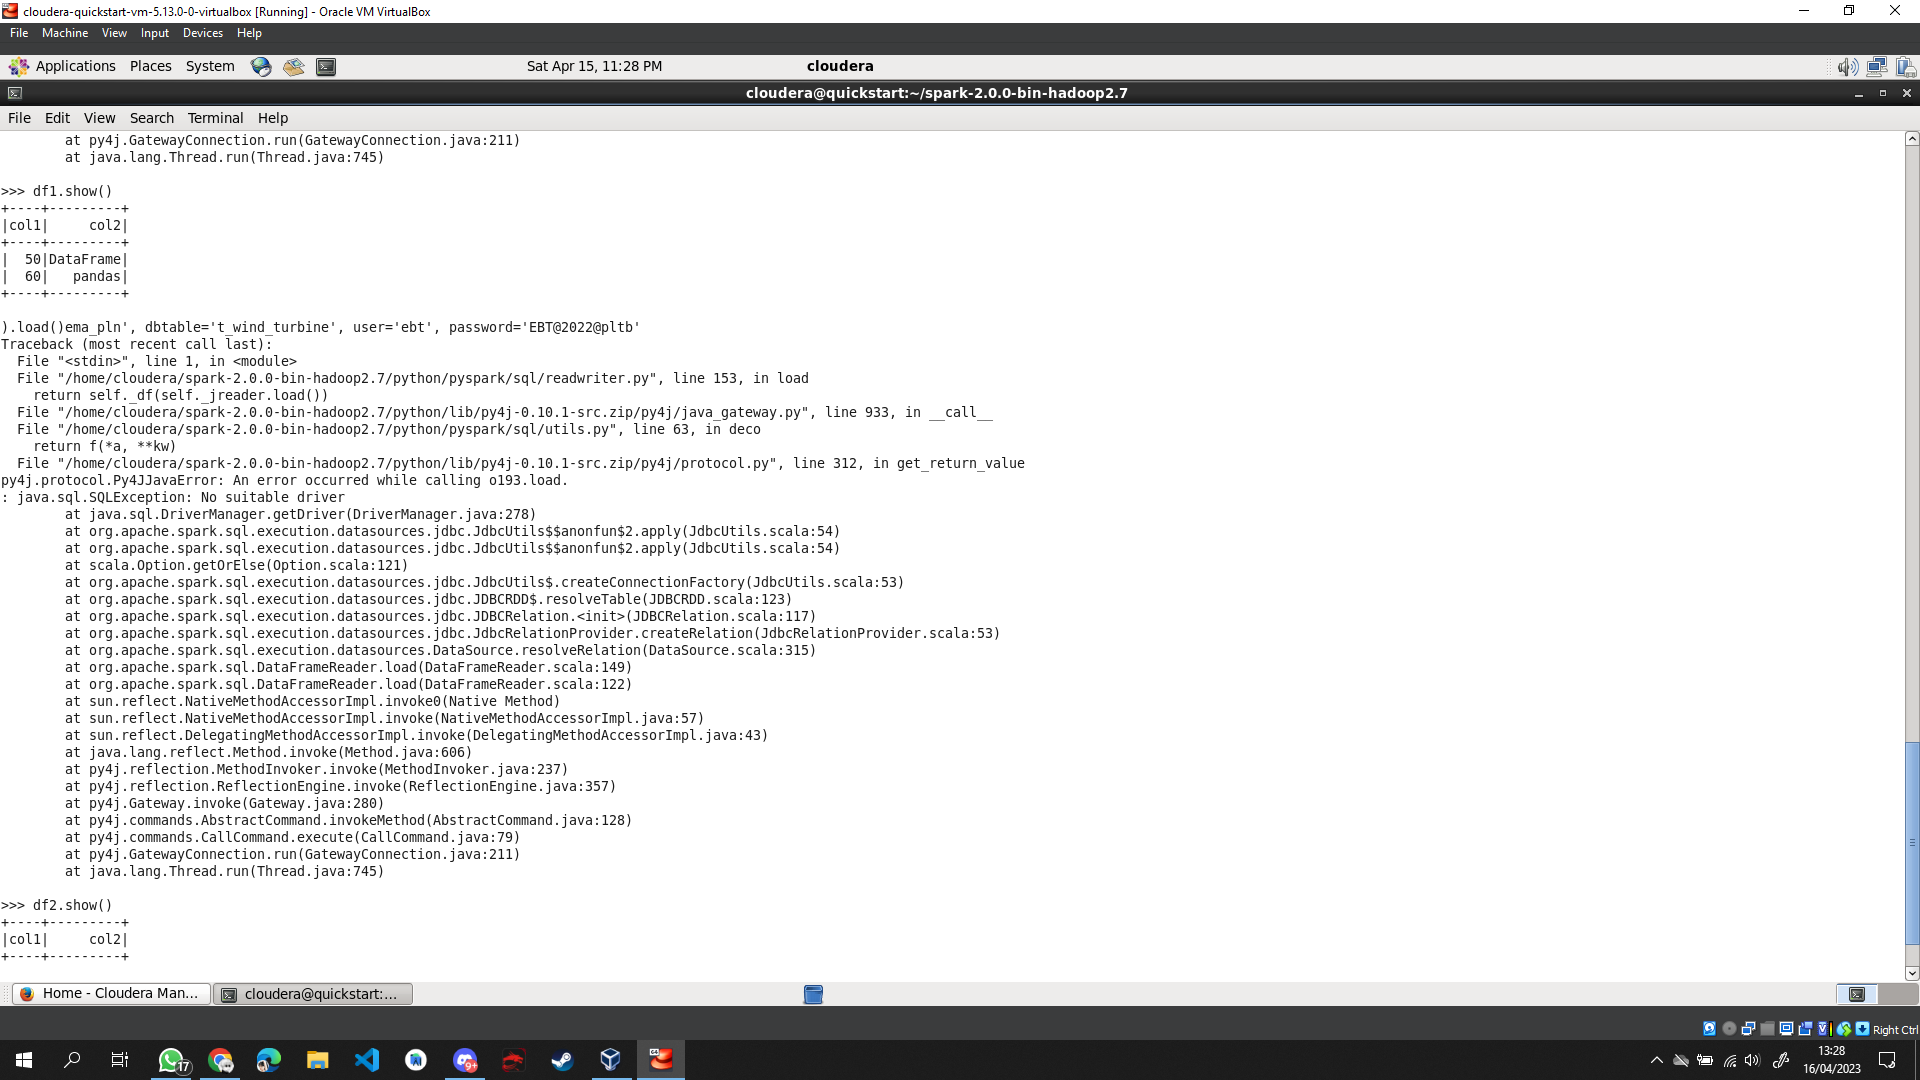 cloudera-quickstart-vm-5.13.0-0-virtualbox [Running] - Oracle VM VirtualBox
File Machine View Input Devices Help
Applications Places System Sat Apr 15, 11:28 PM cloudera
cloudera@quickstart:~/spark-2.0.0-bin-hadoop2.7
File Edit View Search Terminal Help
        at py4j.GatewayConnection.run(GatewayConnection.java:211)
        at java.lang.Thread.run(Thread.java:745)
>>> df1.show()
+----+---------+
|col1|     col2|
+----+---------+
|  50|DataFrame|
|  60|   pandas|
+----+---------+
).load()ema_pln', dbtable='t_wind_turbine', user='ebt', password='EBT@2022@pltb'
Traceback (most recent call last):
  File "<stdin>", line 1, in <module>
  File "/home/cloudera/spark-2.0.0-bin-hadoop2.7/python/pyspark/sql/readwriter.py", line 153, in load
    return self._df(self._jreader.load())
  File "/home/cloudera/spark-2.0.0-bin-hadoop2.7/python/lib/py4j-0.10.1-src.zip/py4j/java_gateway.py", line 933, in __call__
  File "/home/cloudera/spark-2.0.0-bin-hadoop2.7/python/pyspark/sql/utils.py", line 63, in deco
    return f(*a, **kw)
  File "/home/cloudera/spark-2.0.0-bin-hadoop2.7/python/lib/py4j-0.10.1-src.zip/py4j/protocol.py", line 312, in get_return_value
py4j.protocol.Py4JJavaError: An error occurred while calling o193.load.
: java.sql.SQLException: No suitable driver
        at java.sql.DriverManager.getDriver(DriverManager.java:278)
        at org.apache.spark.sql.execution.datasources.jdbc.JdbcUtils$$anonfun$2.apply(JdbcUtils.scala:54)
        at org.apache.spark.sql.execution.datasources.jdbc.JdbcUtils$$anonfun$2.apply(JdbcUtils.scala:54)
        at scala.Option.getOrElse(Option.scala:121)
        at org.apache.spark.sql.execution.datasources.jdbc.JdbcUtils$.createConnectionFactory(JdbcUtils.scala:53)
        at org.apache.spark.sql.execution.datasources.jdbc.JDBCRDD$.resolveTable(JDBCRDD.scala:123)
        at org.apache.spark.sql.execution.datasources.jdbc.JDBCRelation.<init>(JDBCRelation.scala:117)
        at org.apache.spark.sql.execution.datasources.jdbc.JdbcRelationProvider.createRelation(JdbcRelationProvider.scala:53)
        at org.apache.spark.sql.execution.datasources.DataSource.resolveRelation(DataSource.scala:315)
        at org.apache.spark.sql.DataFrameReader.load(DataFrameReader.scala:149)
        at org.apache.spark.sql.DataFrameReader.load(DataFrameReader.scala:122)
        at sun.reflect.NativeMethodAccessorImpl.invoke0(Native Method)
        at sun.reflect.NativeMethodAccessorImpl.invoke(NativeMethodAccessorImpl.java:57)
        at sun.reflect.DelegatingMethodAccessorImpl.invoke(DelegatingMethodAccessorImpl.java:43)
        at java.lang.reflect.Method.invoke(Method.java:606)
        at py4j.reflection.MethodInvoker.invoke(MethodInvoker.java:237)
        at py4j.reflection.ReflectionEngine.invoke(ReflectionEngine.java:357)
        at py4j.Gateway.invoke(Gateway.java:280)
        at py4j.commands.AbstractCommand.invokeMethod(AbstractCommand.java:128)
        at py4j.commands.CallCommand.execute(CallCommand.java:79)
        at py4j.GatewayConnection.run(GatewayConnection.java:211)
        at java.lang.Thread.run(Thread.java:745)
>>> df2.show()
+----+---------+
|col1|     col2|
+----+---------+
Home - Cloudera Man... cloudera@quickstart:...
Right Ctrl
17 9+ 64 13:28
16/04/2023